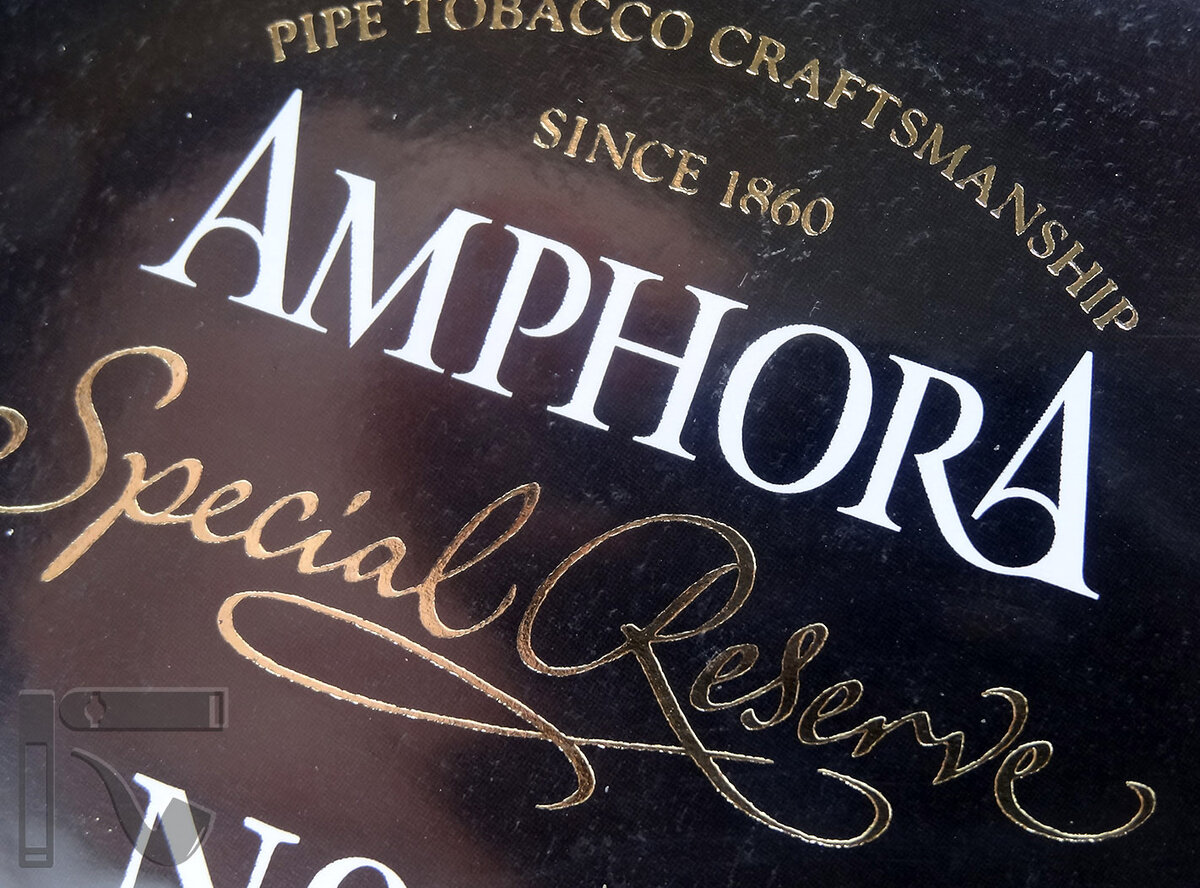 PIPE TOBACCO CRAFTSMANSHIP
SINCE 1860
AMPHORA
Special Reserve